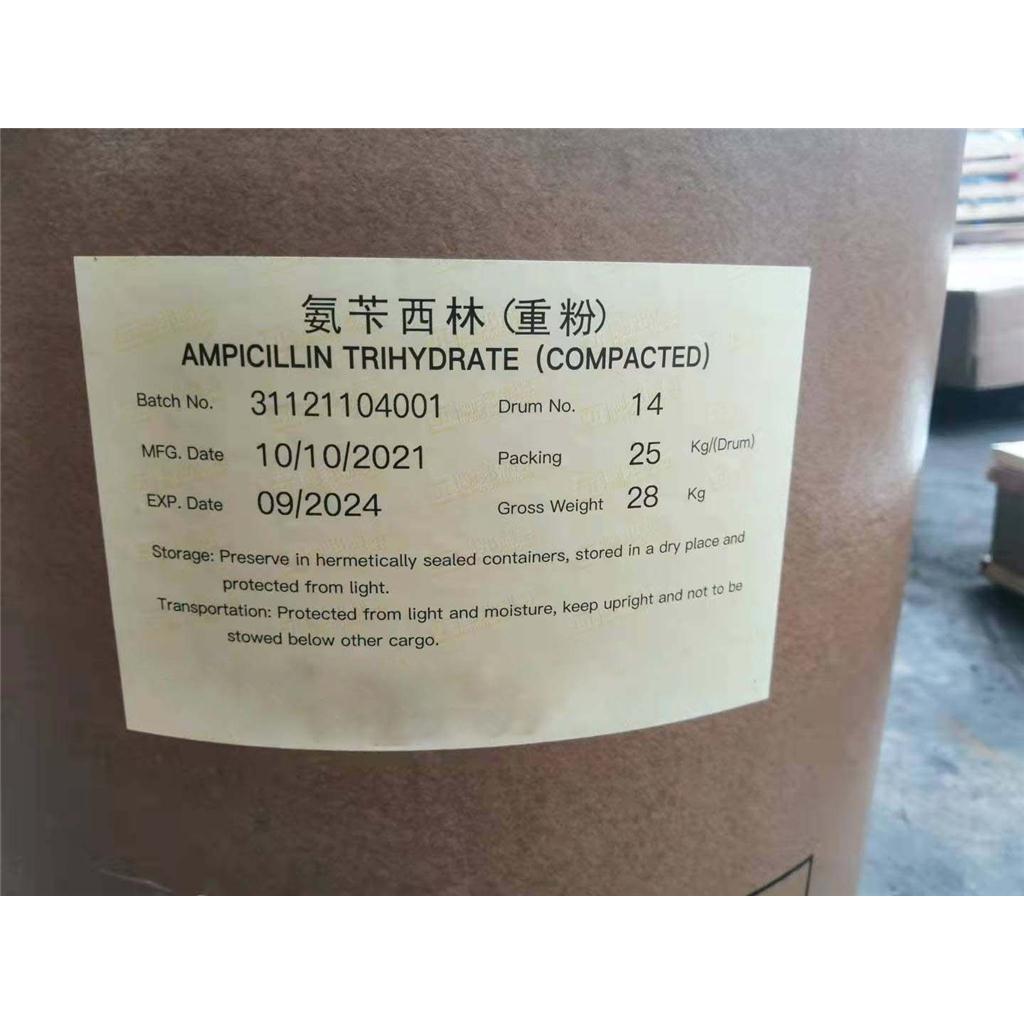 氨苄西林(重粉)
AMPICILLIN TRIHYDRATE (COMPACTED)
Batch No. 31121104001 Drum No. 14
MFG. Date 10/10/2021 Packing 25 Kg/(Drum)
EXP. Date 09/2024 Gross Weight 28 Kg
Storage: Preserve in hermetically sealed containers, stored in a dry place and
protected from light.
Transportation: Protected from light and moisture, keep upright and not to be
stowed below other cargo.